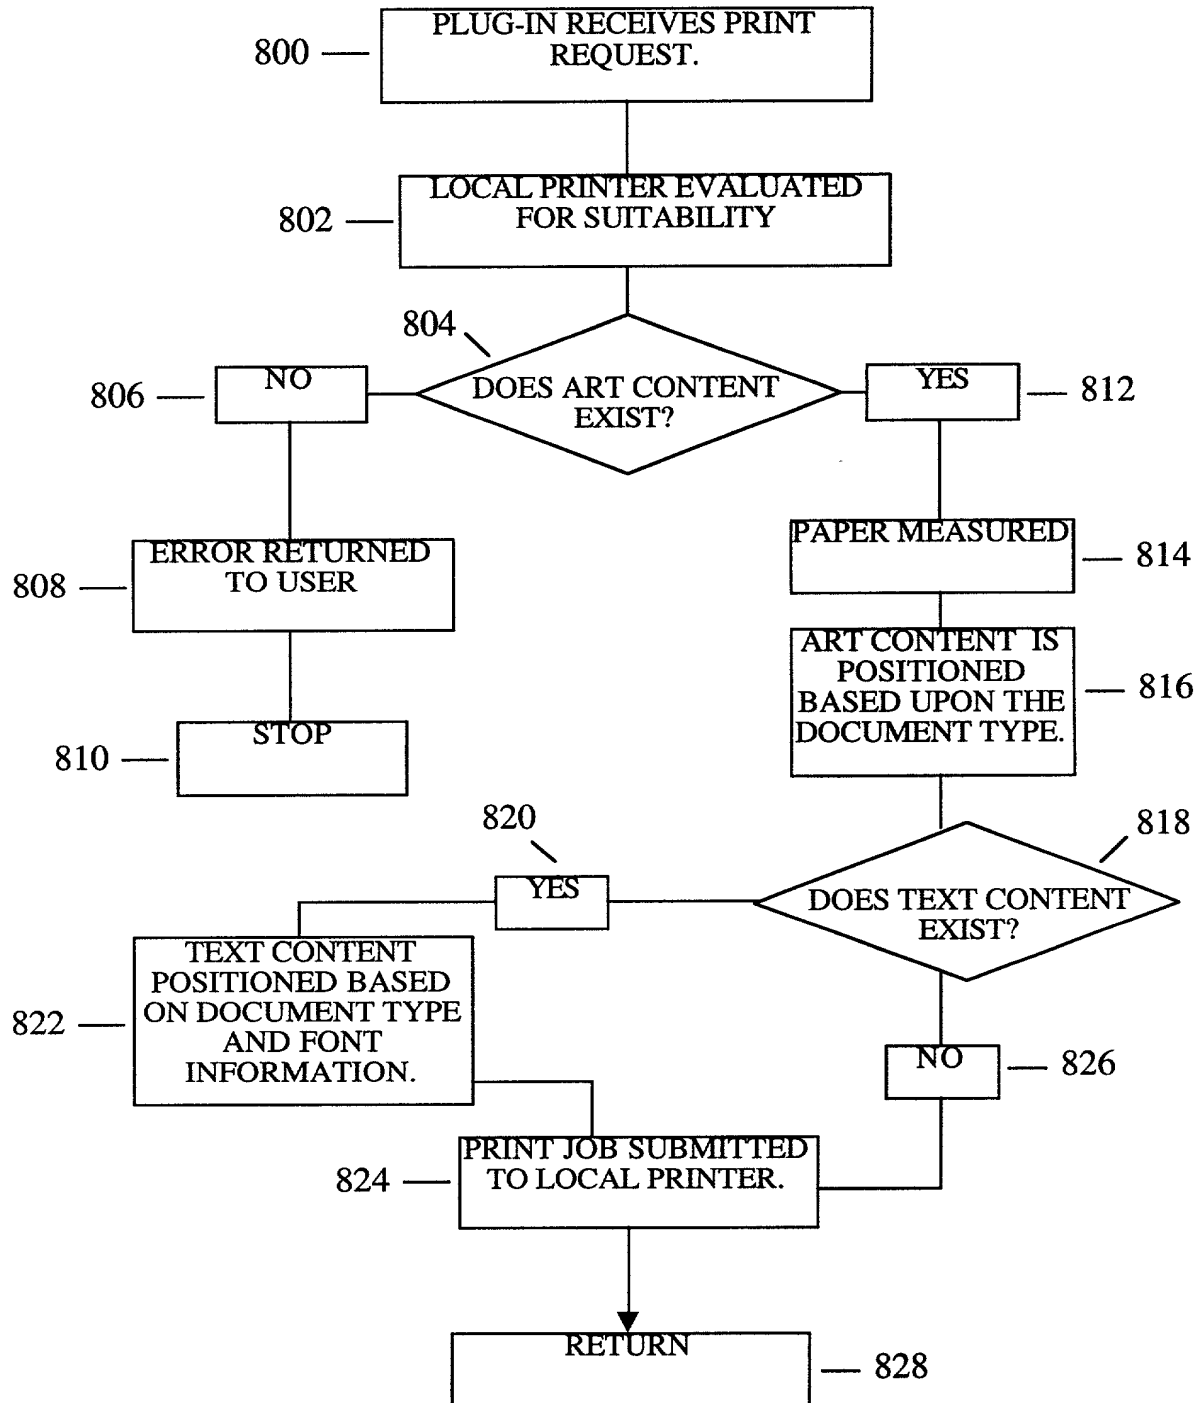 PLUG-IN RECEIVES PRINT
REQUEST.
800
LOCAL PRINTER EVALUATED
FOR SUITABILITY
802
804
DOES ART CONTENT
EXIST?
806
NO
YES
812
ERROR RETURNED
TO USER
808
PAPER MEASURED
814
STOP
810
ART CONTENT IS
POSITIONED
BASED UPON THE
DOCUMENT TYPE.
816
818
DOES TEXT CONTENT
EXIST?
820
YES
TEXT CONTENT
POSITIONED BASED
ON DOCUMENT TYPE
AND FONT
INFORMATION.
822
NO
826
PRINT JOB SUBMITTED
TO LOCAL PRINTER.
824
RETURN
828